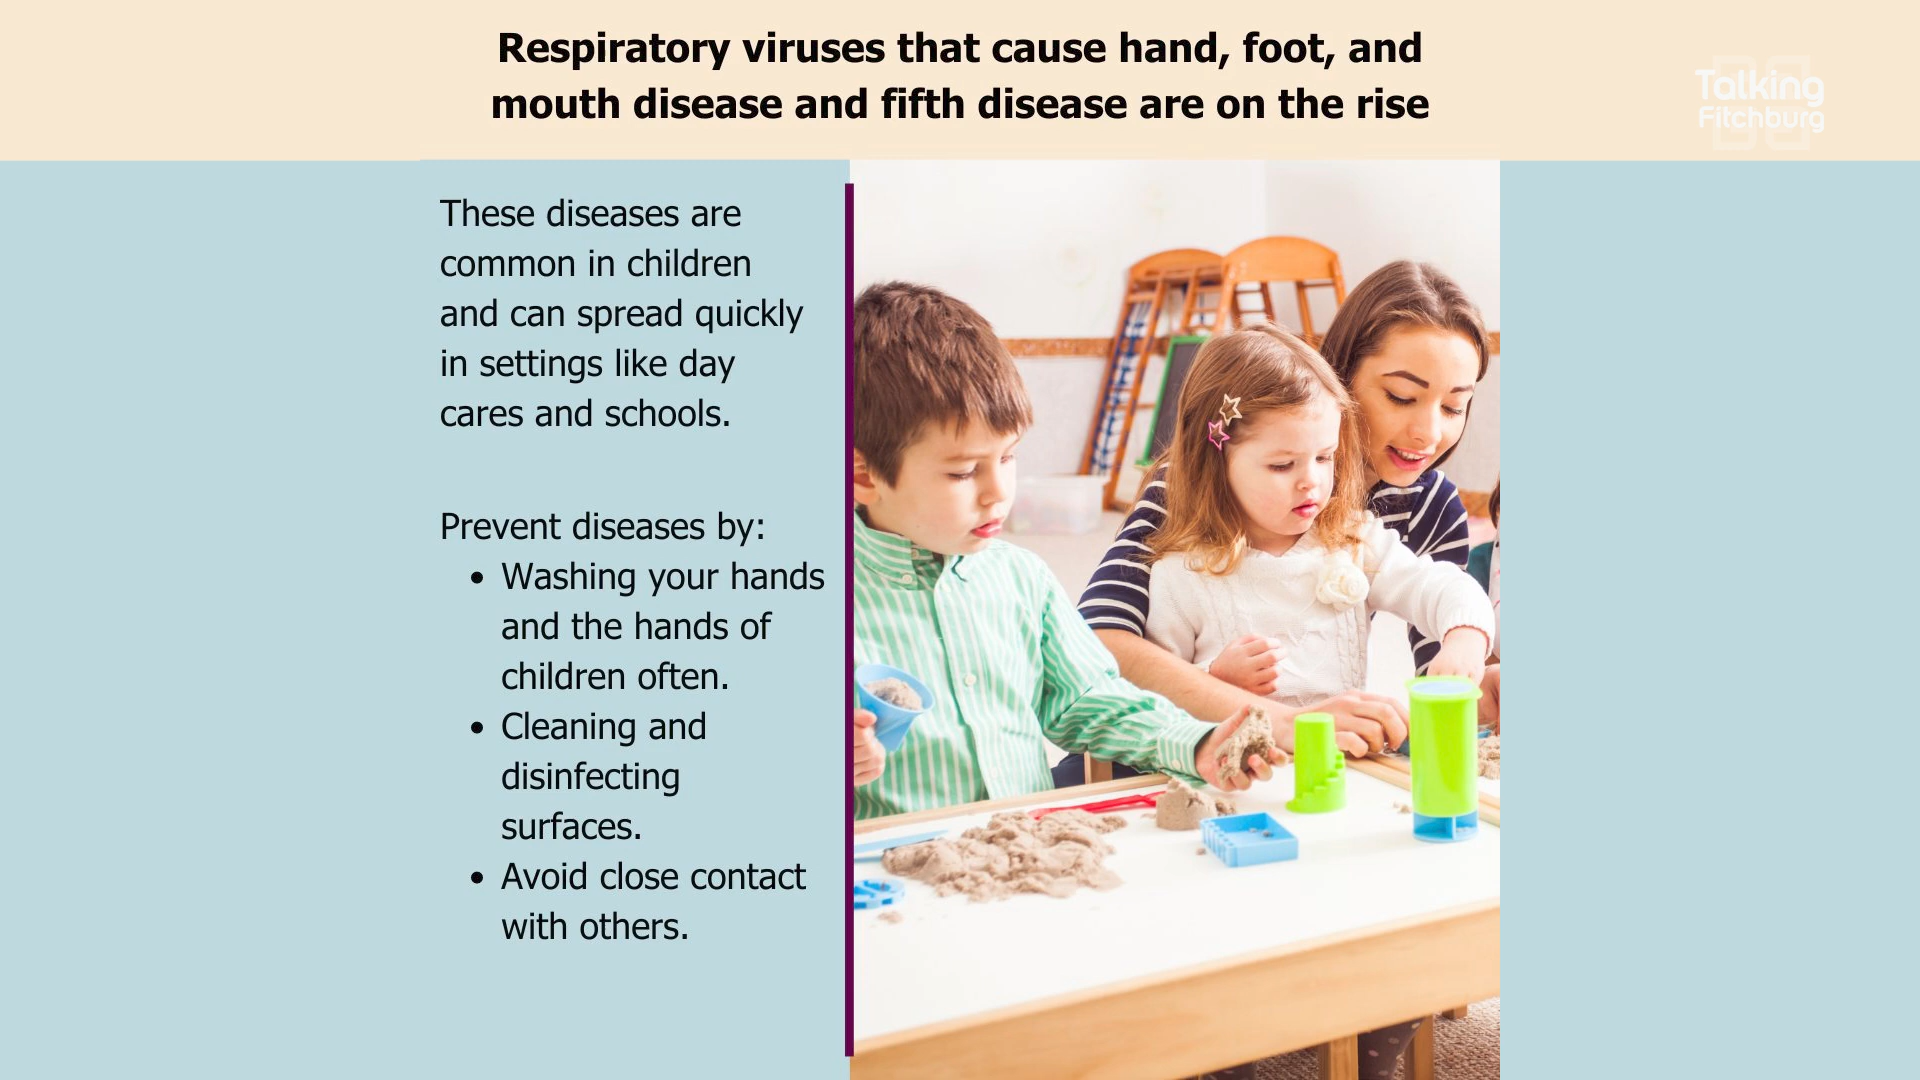 Respiratory viruses that cause hand, foot, and
mouth disease and fifth disease are on the rise
Talking
Fitchburg
These diseases are
common in children
and can spread quickly
in settings like day
cares and schools.
Prevent diseases by:
• Washing your hands
and the hands of
children often.
• Cleaning and
disinfecting
surfaces.
• Avoid close contact
with others.